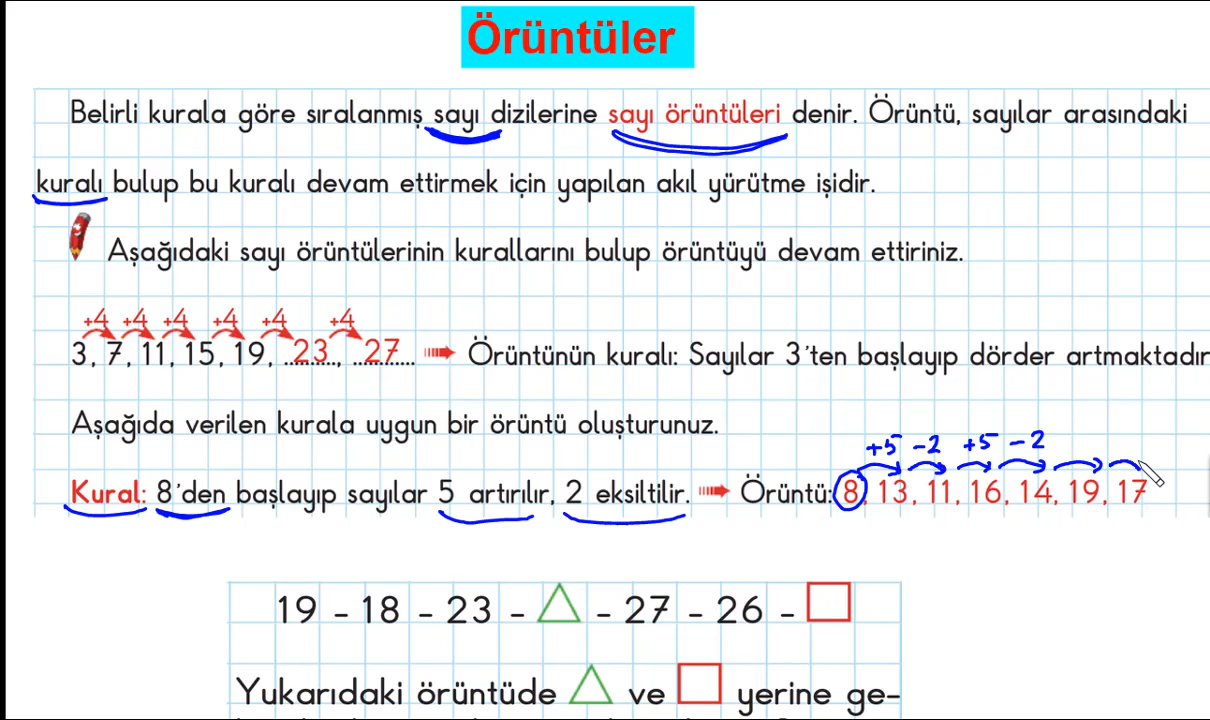 Örüntüler
Belirli kurala göre sıralanmış sayı dizilerine sayı örüntüleri denir. Örüntü, sayılar arasındaki
kuralı bulup bu kuralı devam ettirmek için yapılan akıl yürütme işidir.
Aşağıdaki sayı örüntülerinin kurallarını bulup örüntüyü devam ettiriniz.
+4 +4 +4 +4 +4 +4
3, 7, 11, 15, 19, ...23..., ...27... Örüntünün kuralı: Sayılar 3'ten başlayıp dörder artmaktadır
Aşağıda verilen kurala uygun bir örüntü oluşturunuz.
+5 -2 +5 -2
Kural: 8'den başlayıp sayılar 5 artırılır, 2 eksiltilir. Örüntü: 8, 13, 11, 16, 14, 19, 17
19 - 18 - 23 - △ - 27 - 26 - □
Yukarıdaki örüntüde △ ve □ yerine ge-